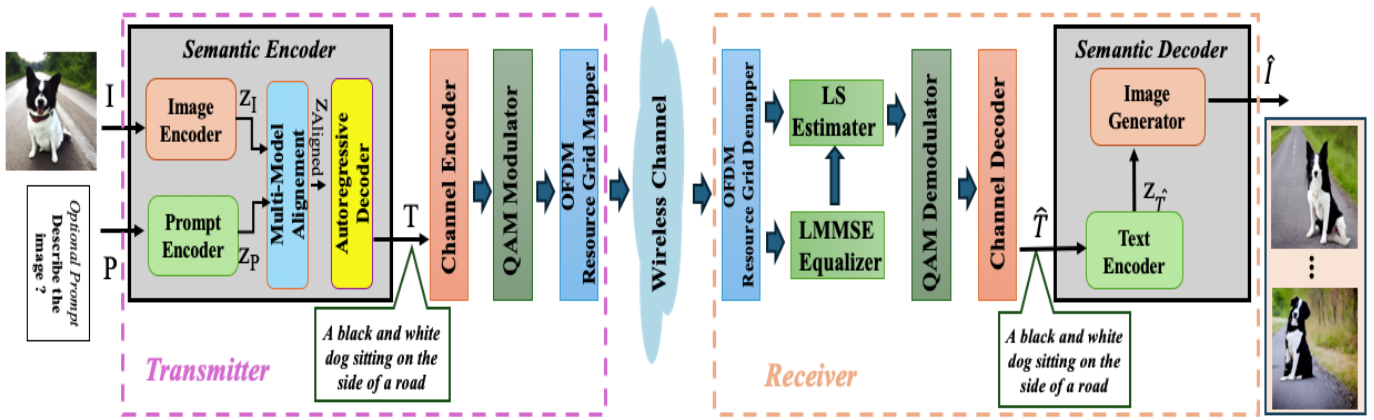 Semantic Encoder
I
Image
Encoder
Z_I
Optional Prompt
Describe the
image ?
P
Prompt
Encoder
Z_P
Multi-Model
Alignement
Z_Aligned
Autoregressive
Decoder
T
A black and white
dog sitting on the
side of a road
Channel Encoder
QAM Modulator
OFDM
Resource Grid Mapper
Transmitter
Wireless Channel
OFDM
Resource Grid Demapper
LS
Estimater
LMMSE
Equalizer
QAM Demodulator
Channel Decoder
T̂
A black and white
dog sitting on the
side of a road
Semantic Decoder
Image
Generator
Z_T̂
Text
Encoder
Î
Receiver